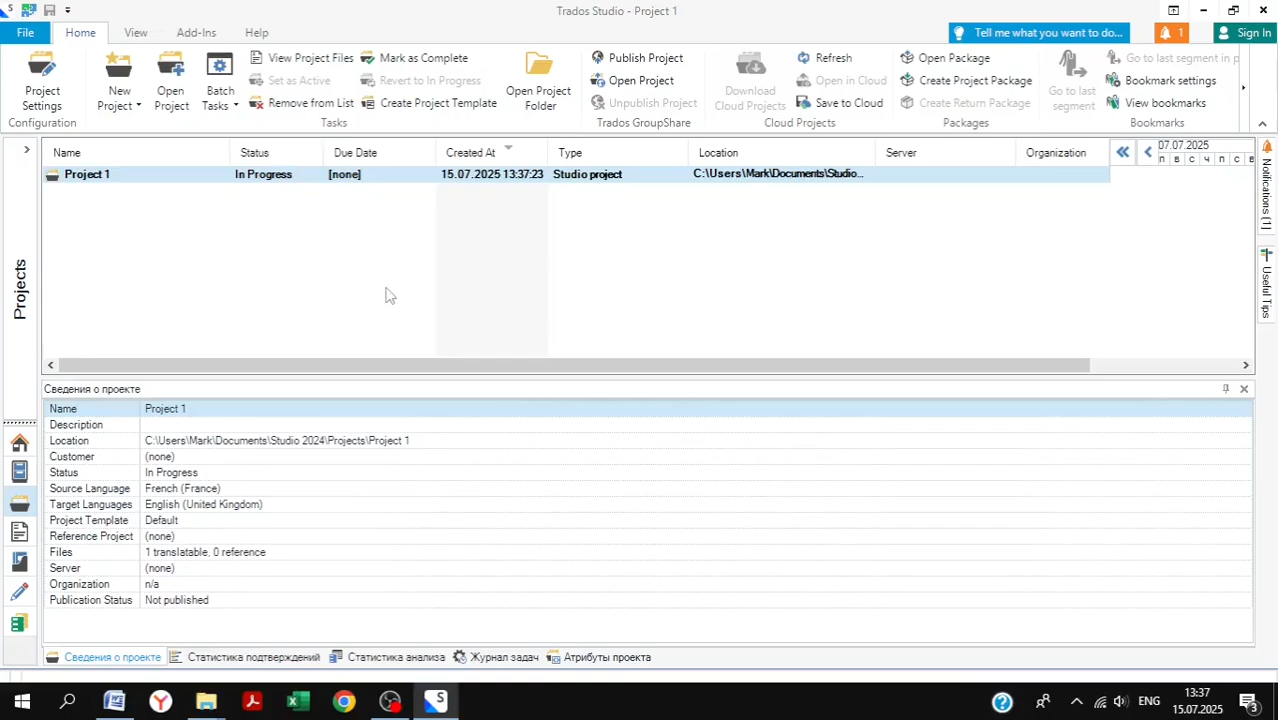 Trados Studio - Project 1
File Home View Add-Ins Help Tell me what you want to do... 1 Sign In
Project Settings
Configuration
New Project
Open Project
Batch Tasks
View Project Files Mark as Complete
Set as Active Revert to In Progress
Remove from List Create Project Template
Open Project Folder
Tasks
Publish Project
Open Project
Unpublish Project
Trados GroupShare
Download Cloud Projects
Refresh
Open in Cloud
Save to Cloud
Cloud Projects
Open Package
Create Project Package
Create Return Package
Packages
Go to last segment
Go to last segment in p
Bookmark settings
View bookmarks
Bookmarks
Projects
Name Status Due Date Created At Type Location Server Organization 07.07.2025
п в с ч п с в
Project 1 In Progress [none] 15.07.2025 13:37:23 Studio project C:\Users\Mark\Documents\Studio...
Notifications [1]
Useful Tips
Сведения о проекте
Name Project 1
Description
Location C:\Users\Mark\Documents\Studio 2024\Projects\Project 1
Customer (none)
Status In Progress
Source Language French (France)
Target Languages English (United Kingdom)
Project Template Default
Reference Project (none)
Files 1 translatable, 0 reference
Server (none)
Organization n/a
Publication Status Not published
Сведения о проекте Статистика подтверждений Статистика анализа Журнал задач Атрибуты проекта
ENG 13:37
15.07.2025
3